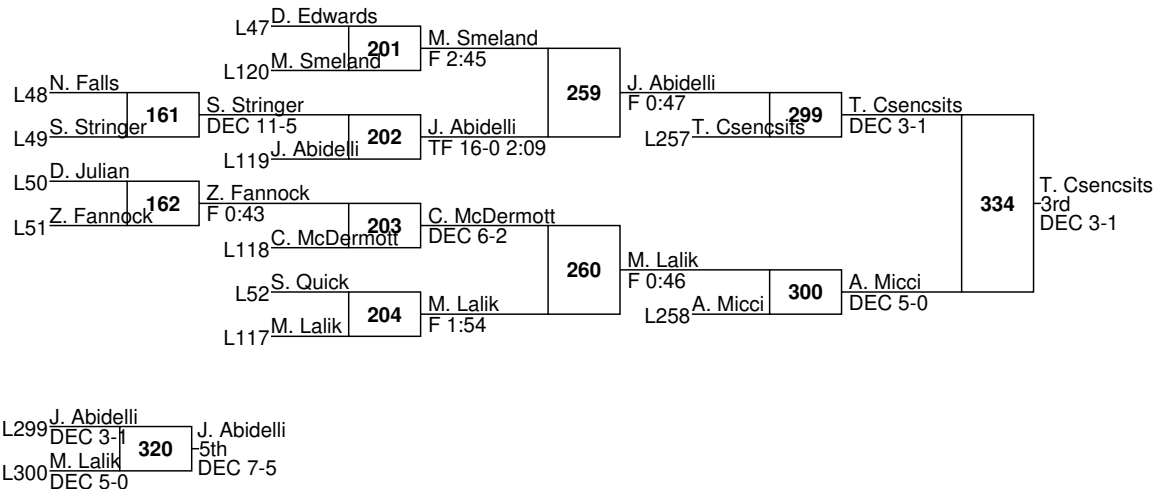 L47 D. Edwards
201
M. Smeland
F 2:45
L120 M. Smeland
L48 N. Falls
161
S. Stringer
DEC 11-5
L49 S. Stringer
202
J. Abidelli
TF 16-0 2:09
L119 J. Abidelli
259
J. Abidelli
F 0:47
L257 T. Csencsits
299
T. Csencsits
DEC 3-1
L50 D. Julian
162
Z. Fannock
F 0:43
L51 Z. Fannock
203
C. McDermott
DEC 6-2
L118 C. McDermott
L52 S. Quick
204
M. Lalik
F 1:54
L117 M. Lalik
260
M. Lalik
F 0:46
L258 A. Micci
300
A. Micci
DEC 5-0
334
T. Csencsits
3rd
DEC 3-1
L299 J. Abidelli
DEC 3-1
320
J. Abidelli
5th
DEC 7-5
L300 M. Lalik
DEC 5-0